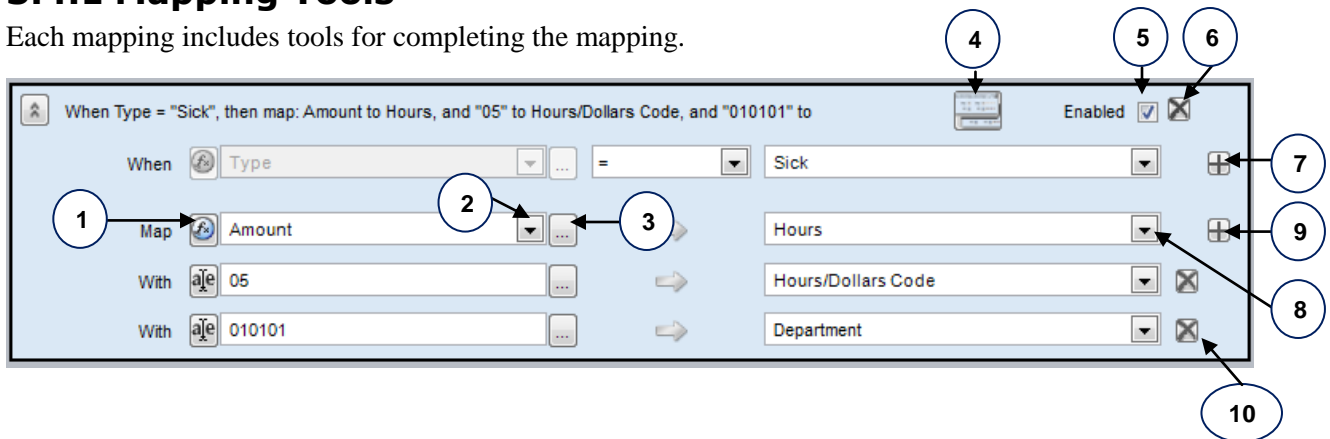 Each mapping includes tools for completing the mapping.
4 5 6
When Type = "Sick", then map: Amount to Hours, and "05" to Hours/Dollars Code, and "010101" to Enabled
When Type ... = Sick 7
1 Map Amount 2 ... 3 Hours 9
With 05 ... Hours/Dollars Code 8
With 010101 ... Department
10